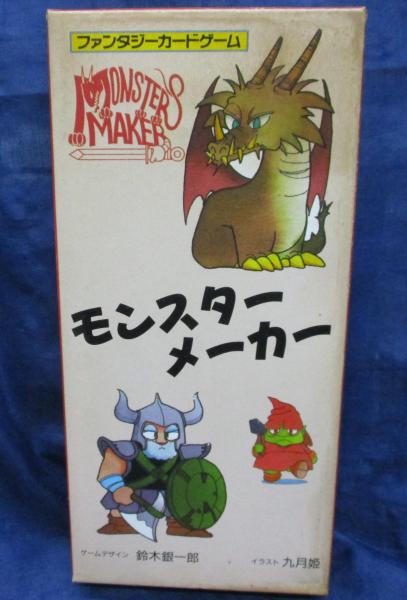 ファンタジーカードゲーム
MONSTER
MAKER
モンスター
メーカー
ゲームデザイン 鈴木銀一郎
イラスト 九月姫